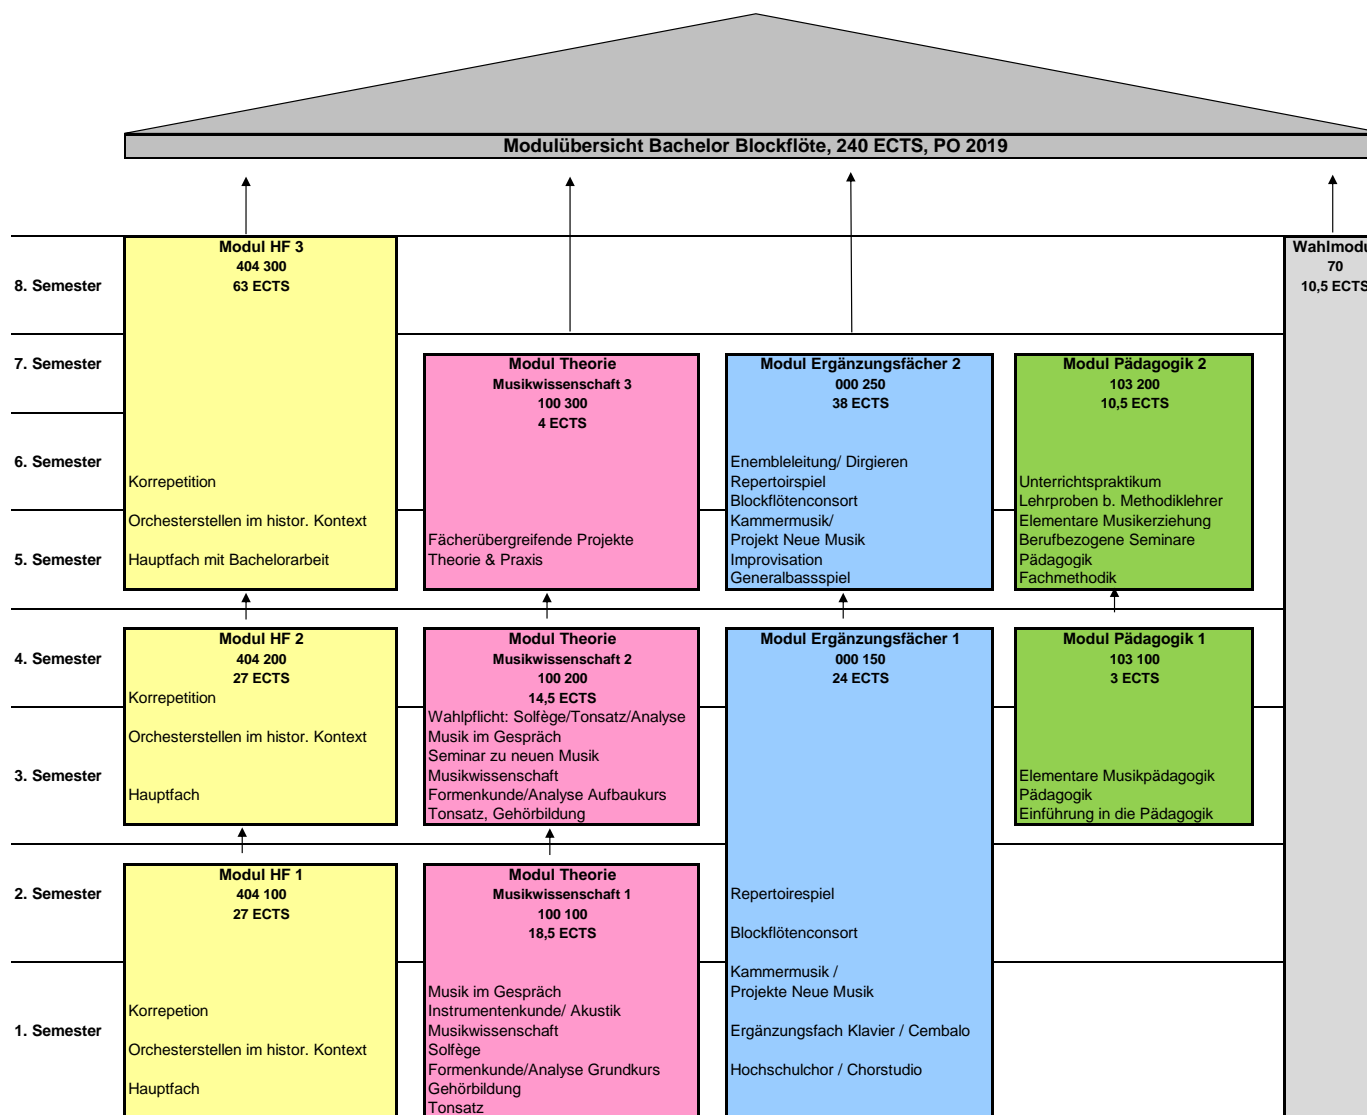 Modulübersicht Bachelor Blockflöte, 240 ECTS, PO 2019
8. Semester
7. Semester
6. Semester
5. Semester
4. Semester
3. Semester
2. Semester
1. Semester
Modul HF 3
404 300
63 ECTS
Korrepetition
Orchesterstellen im histor. Kontext
Hauptfach mit Bachelorarbeit
Modul Theorie
Musikwissenschaft 3
100 300
4 ECTS
Fächerübergreifende Projekte
Theorie & Praxis
Modul Ergänzungsfächer 2
000 250
38 ECTS
Enembleleitung/ Dirgieren
Repertoirspiel
Blockflötenconsort
Kammermusik/
Projekt Neue Musik
Improvisation
Generalbassspiel
Modul Pädagogik 2
103 200
10,5 ECTS
Unterrichtspraktikum
Lehrproben b. Methodiklehrer
Elementare Musikerziehung
Berufbezogene Seminare
Pädagogik
Fachmethodik
Wahlmodu
70
10,5 ECTS
Modul HF 2
404 200
27 ECTS
Korrepetition
Orchesterstellen im histor. Kontext
Hauptfach
Modul Theorie
Musikwissenschaft 2
100 200
14,5 ECTS
Wahlpflicht: Solfège/Tonsatz/Analyse
Musik im Gespräch
Seminar zu neuen Musik
Musikwissenschaft
Formenkunde/Analyse Aufbaukurs
Tonsatz, Gehörbildung
Modul Ergänzungsfächer 1
000 150
24 ECTS
Repertoirespiel
Blockflötenconsort
Kammermusik /
Projekte Neue Musik
Ergänzungsfach Klavier / Cembalo
Hochschulchor / Chorstudio
Modul Pädagogik 1
103 100
3 ECTS
Elementare Musikpädagogik
Pädagogik
Einführung in die Pädagogik
Modul HF 1
404 100
27 ECTS
Korrepetion
Orchesterstellen im histor. Kontext
Hauptfach
Modul Theorie
Musikwissenschaft 1
100 100
18,5 ECTS
Musik im Gespräch
Instrumentenkunde/ Akustik
Musikwissenschaft
Solfège
Formenkunde/Analyse Grundkurs
Gehörbildung
Tonsatz